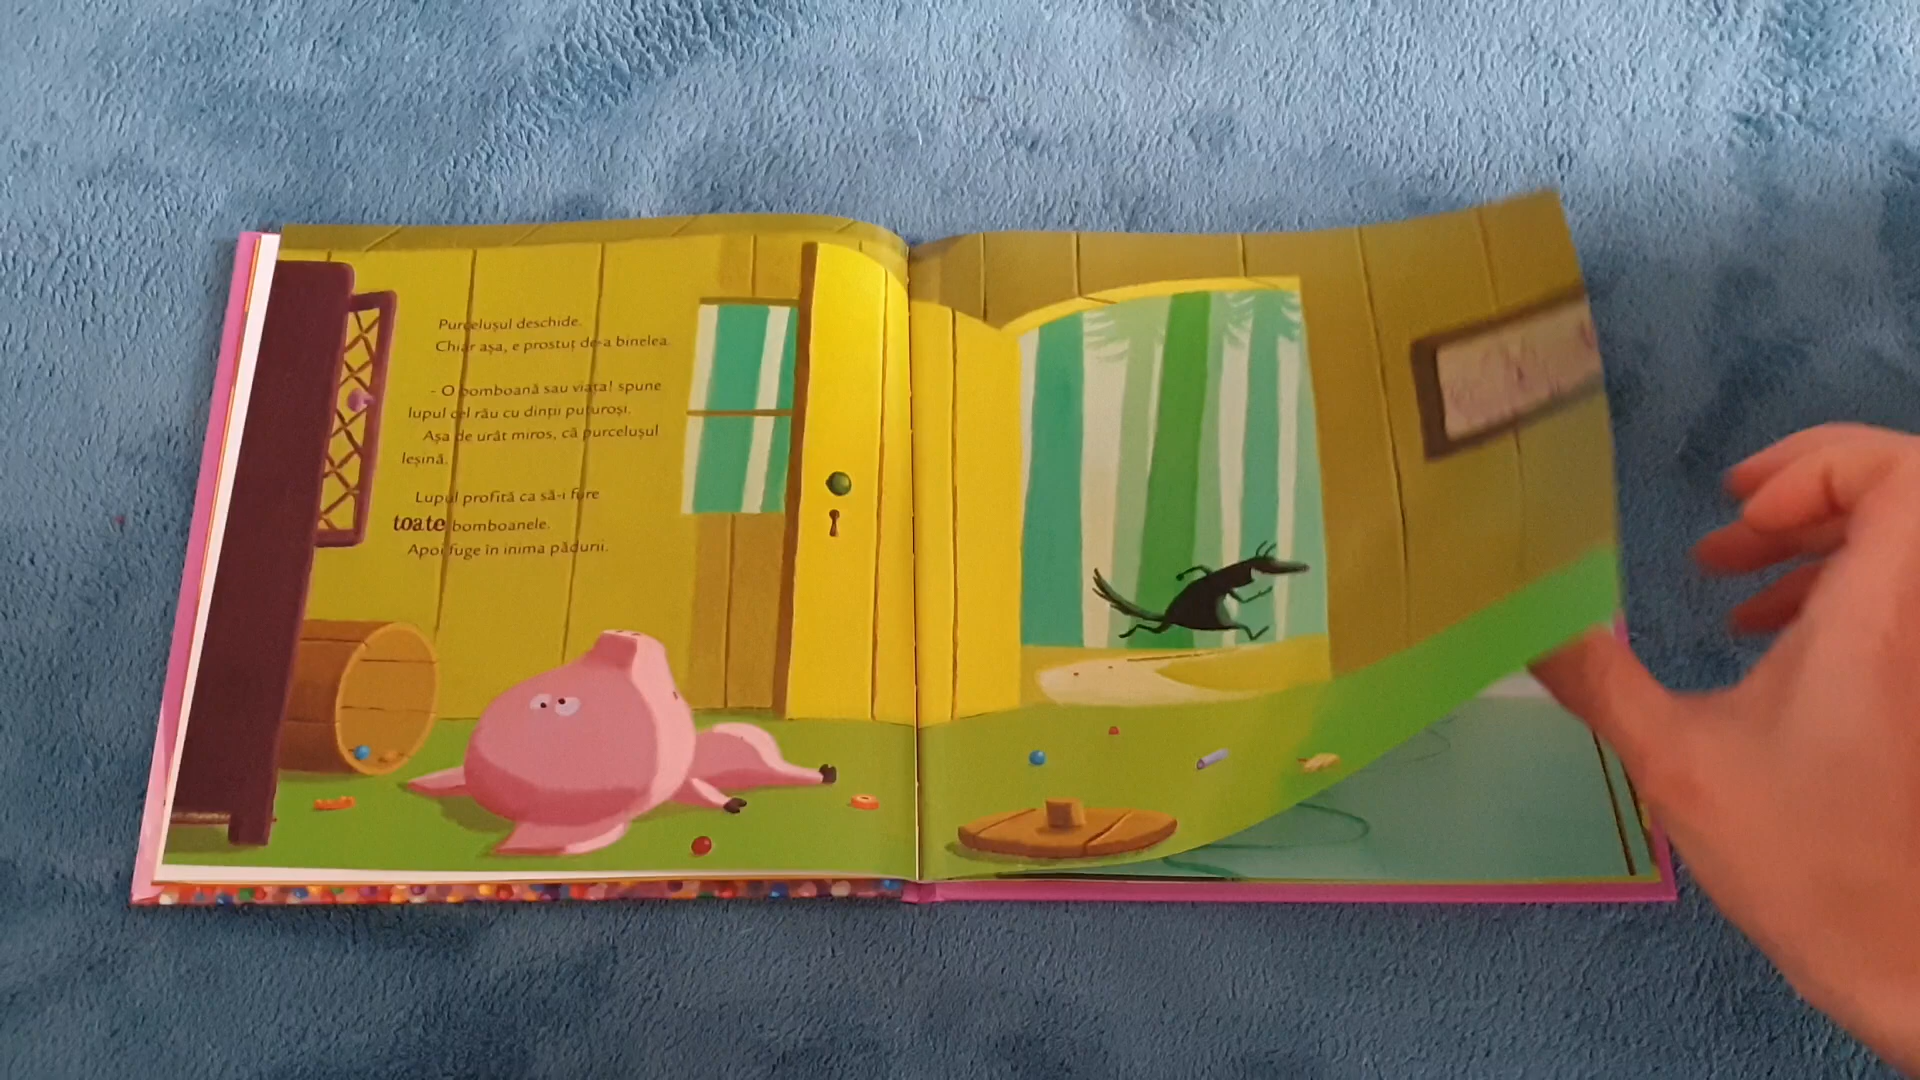 Purcelușul deschide.
Chiar așa, e prostuț de-a binelea.
- O bomboană sau viața! spune
lupul cel rău cu dinții puturoși.
Așa de urât miros, că purcelușul
leșină.
Lupul profită ca să-i fure
toate bomboanele.
Apoi fuge în inima pădurii.